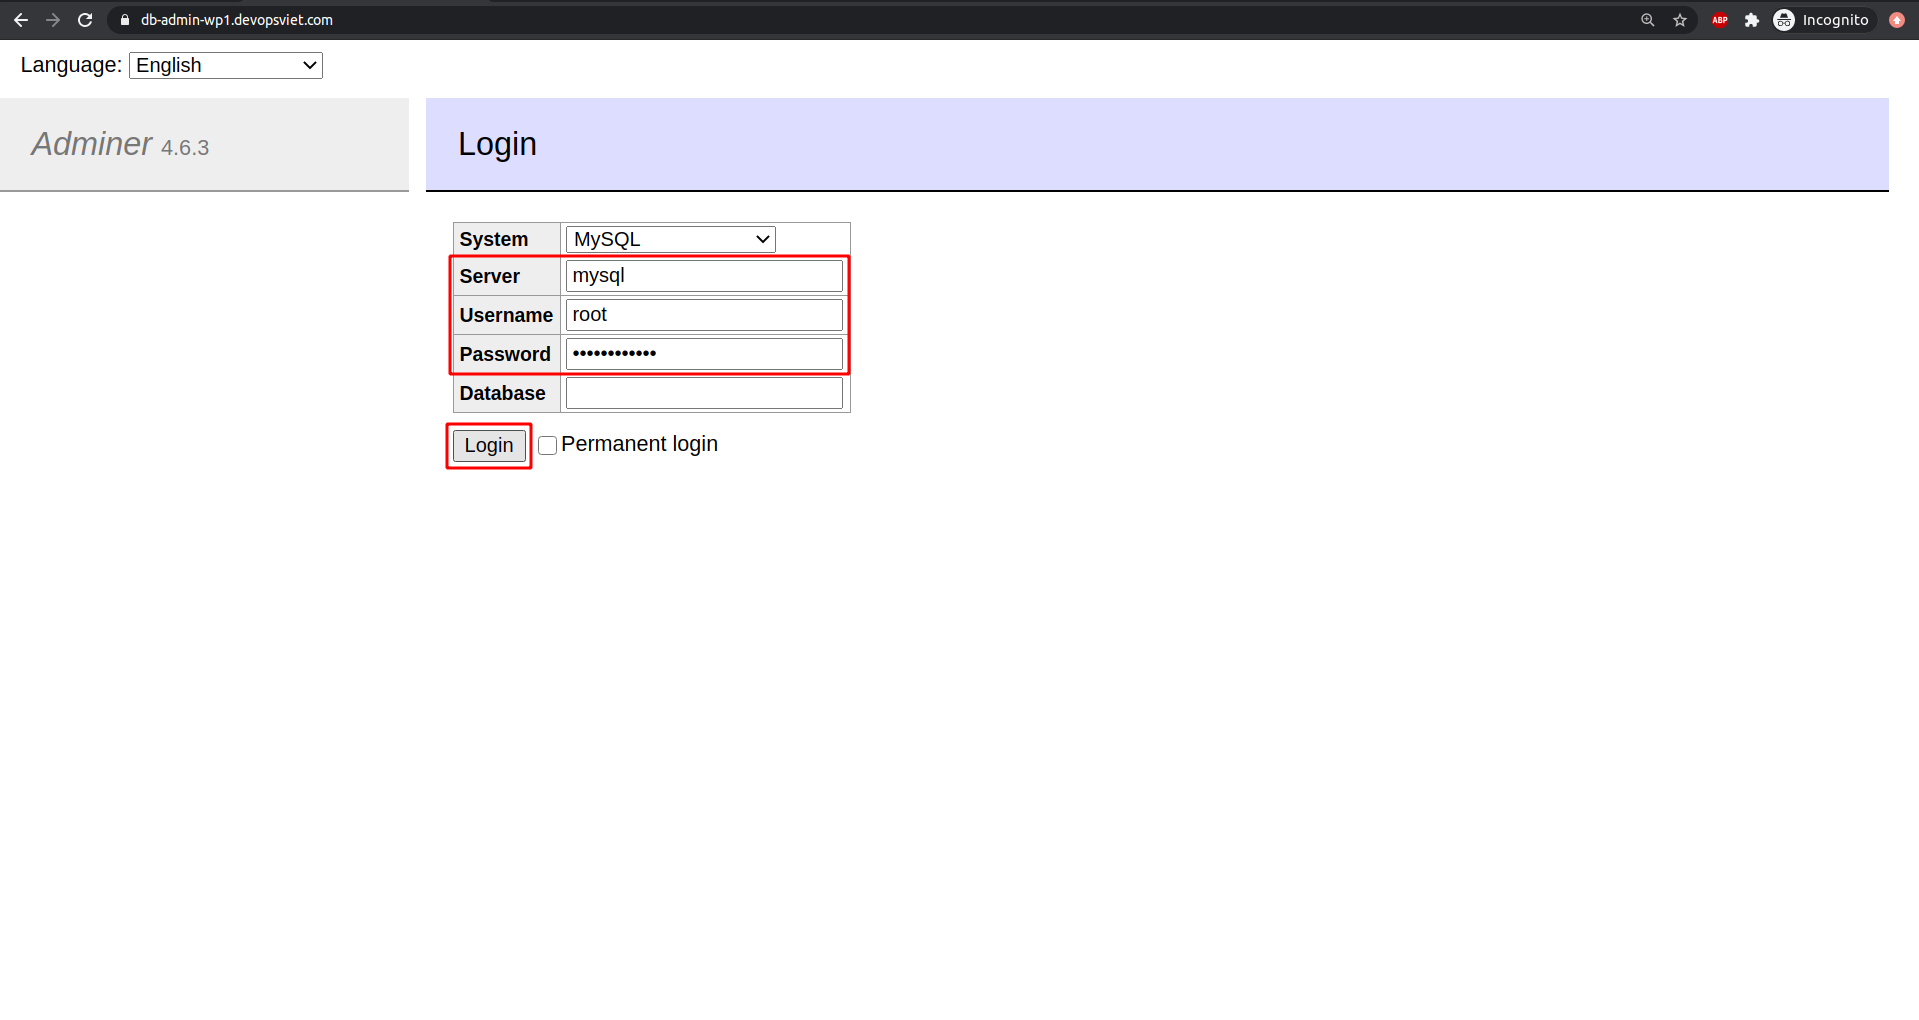 db-admin-wp1.devopsviet.com ABP Incognito
Language: English
Adminer 4.6.3
Login
System MySQL
Server mysql
Username root
Password ••••••••••••
Database
Login Permanent login